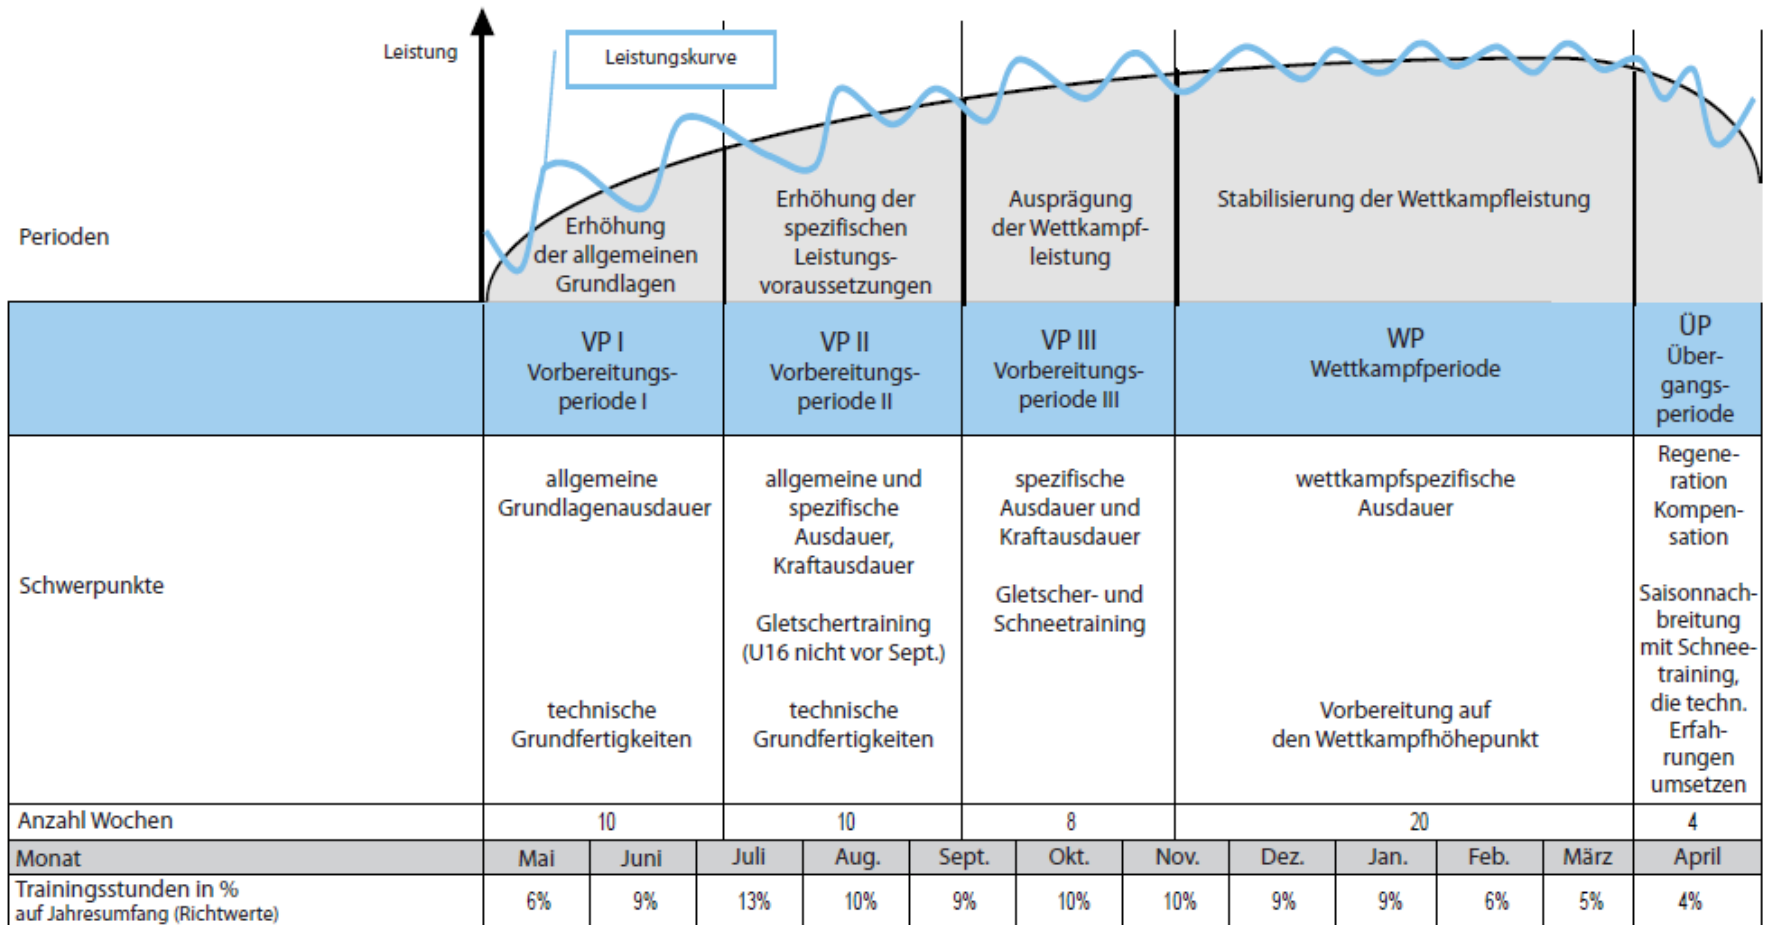 Leistung
Leistungskurve
Perioden
Erhöhung
der allgemeinen
Grundlagen
Erhöhung der
spezifischen
Leistungs-
voraussetzungen
Ausprägung
der Wettkampf-
leistung
Stabilisierung der Wettkampfleistung
VP I
Vorbereitungs-
periode I
VP II
Vorbereitungs-
periode II
VP III
Vorbereitungs-
periode III
WP
Wettkampfperiode
ÜP
Über-
gangs-
periode
Schwerpunkte
allgemeine
Grundlagenausdauer
technische
Grundfertigkeiten
allgemeine und
spezifische
Ausdauer,
Kraftausdauer
Gletschertraining
(U16 nicht vor Sept.)
technische
Grundfertigkeiten
spezifische
Ausdauer und
Kraftausdauer
Gletscher- und
Schneetraining
wettkampfspezifische
Ausdauer
Vorbereitung auf
den Wettkampfhöhepunkt
Regene-
ration
Kompen-
sation
Saisonnach-
breitung
mit Schnee-
training,
die techn.
Erfah-
rungen
umsetzen
Anzahl Wochen 10 10 8 20 4
Monat Mai Juni Juli Aug. Sept. Okt. Nov. Dez. Jan. Feb. März April
Trainingsstunden in % 6% 9% 13% 10% 9% 10% 10% 9% 9% 6% 5% 4%
auf Jahresumfang (Richtwerte)